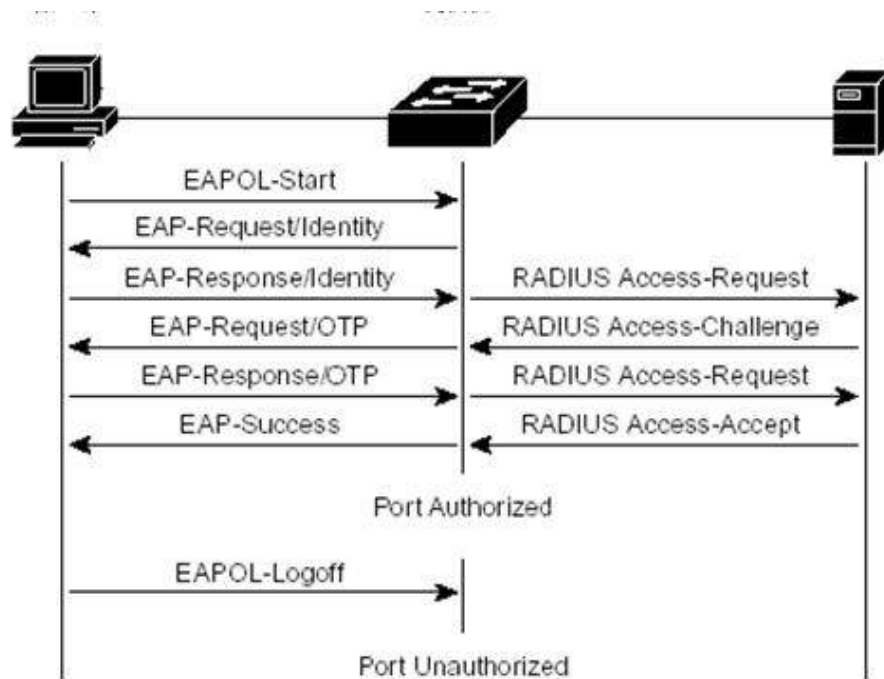 EAPOL-Start
EAP-Request/Identity
EAP-Response/Identity RADIUS Access-Request
EAP-Request/OTP RADIUS Access-Challenge
EAP-Response/OTP RADIUS Access-Request
EAP-Success RADIUS Access-Accept
Port Authorized
EAPOL-Logoff
Port Unauthorized